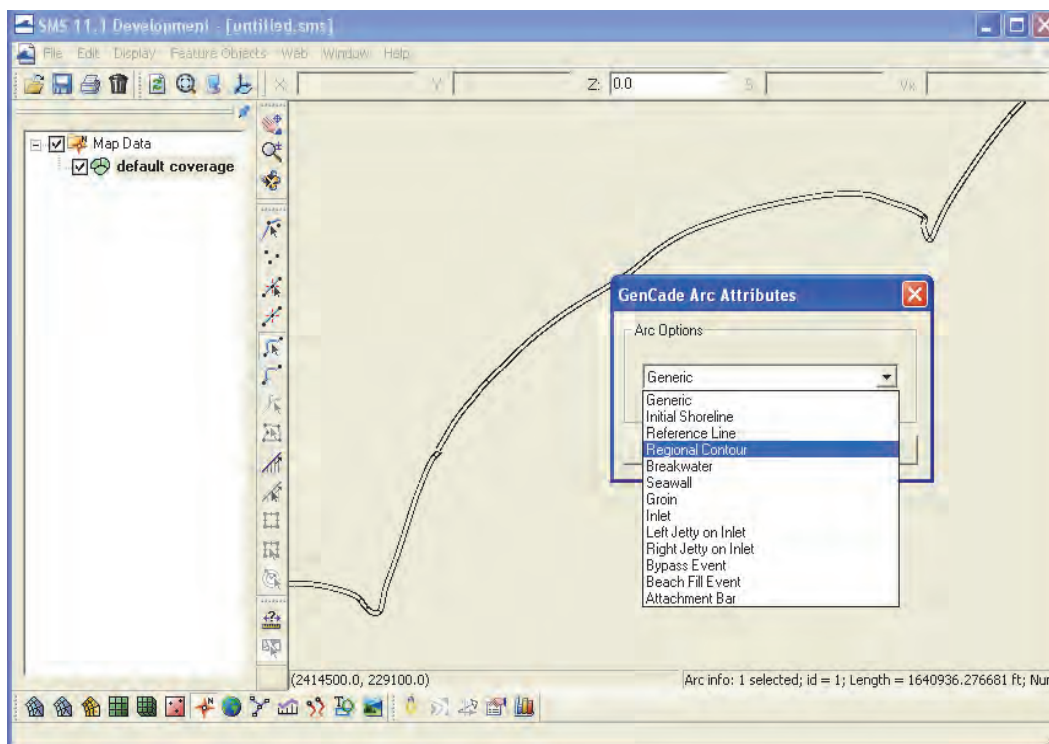 SMS 11.1 Development - [untitled.sms]
File Edit Display Feature Objects Web Window Help
X: Y Z: 0.0 S Vx
Map Data
default coverage
GenCade Arc Attributes
Arc Options
Generic
Generic
Initial Shoreline
Reference Line
Regional Contour
Breakwater
Seawall
Groin
Inlet
Left Jetty on Inlet
Right Jetty on Inlet
Bypass Event
Beach Fill Event
Attachment Bar
(2414500.0, 229100.0)
Arc info: 1 selected; id = 1; Length = 1640936.276681 ft; Nur